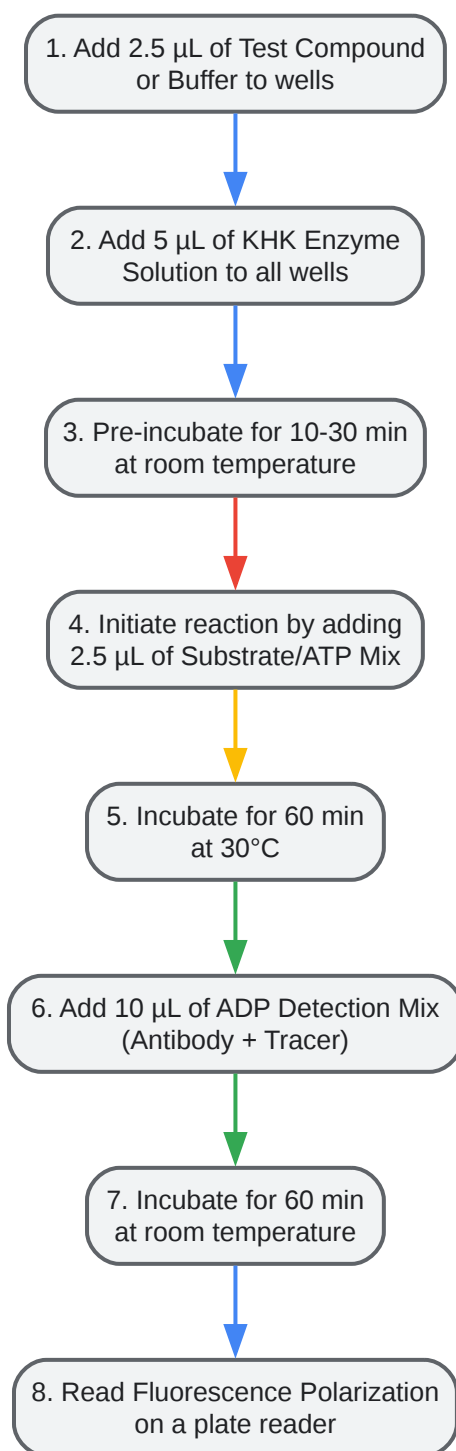 1. Add 2.5 µL of Test Compound
or Buffer to wells
2. Add 5 µL of KHK Enzyme
Solution to all wells
3. Pre-incubate for 10-30 min
at room temperature
4. Initiate reaction by adding
2.5 µL of Substrate/ATP Mix
5. Incubate for 60 min
at 30°C
6. Add 10 µL of ADP Detection Mix
(Antibody + Tracer)
7. Incubate for 60 min
at room temperature
8. Read Fluorescence Polarization
on a plate reader